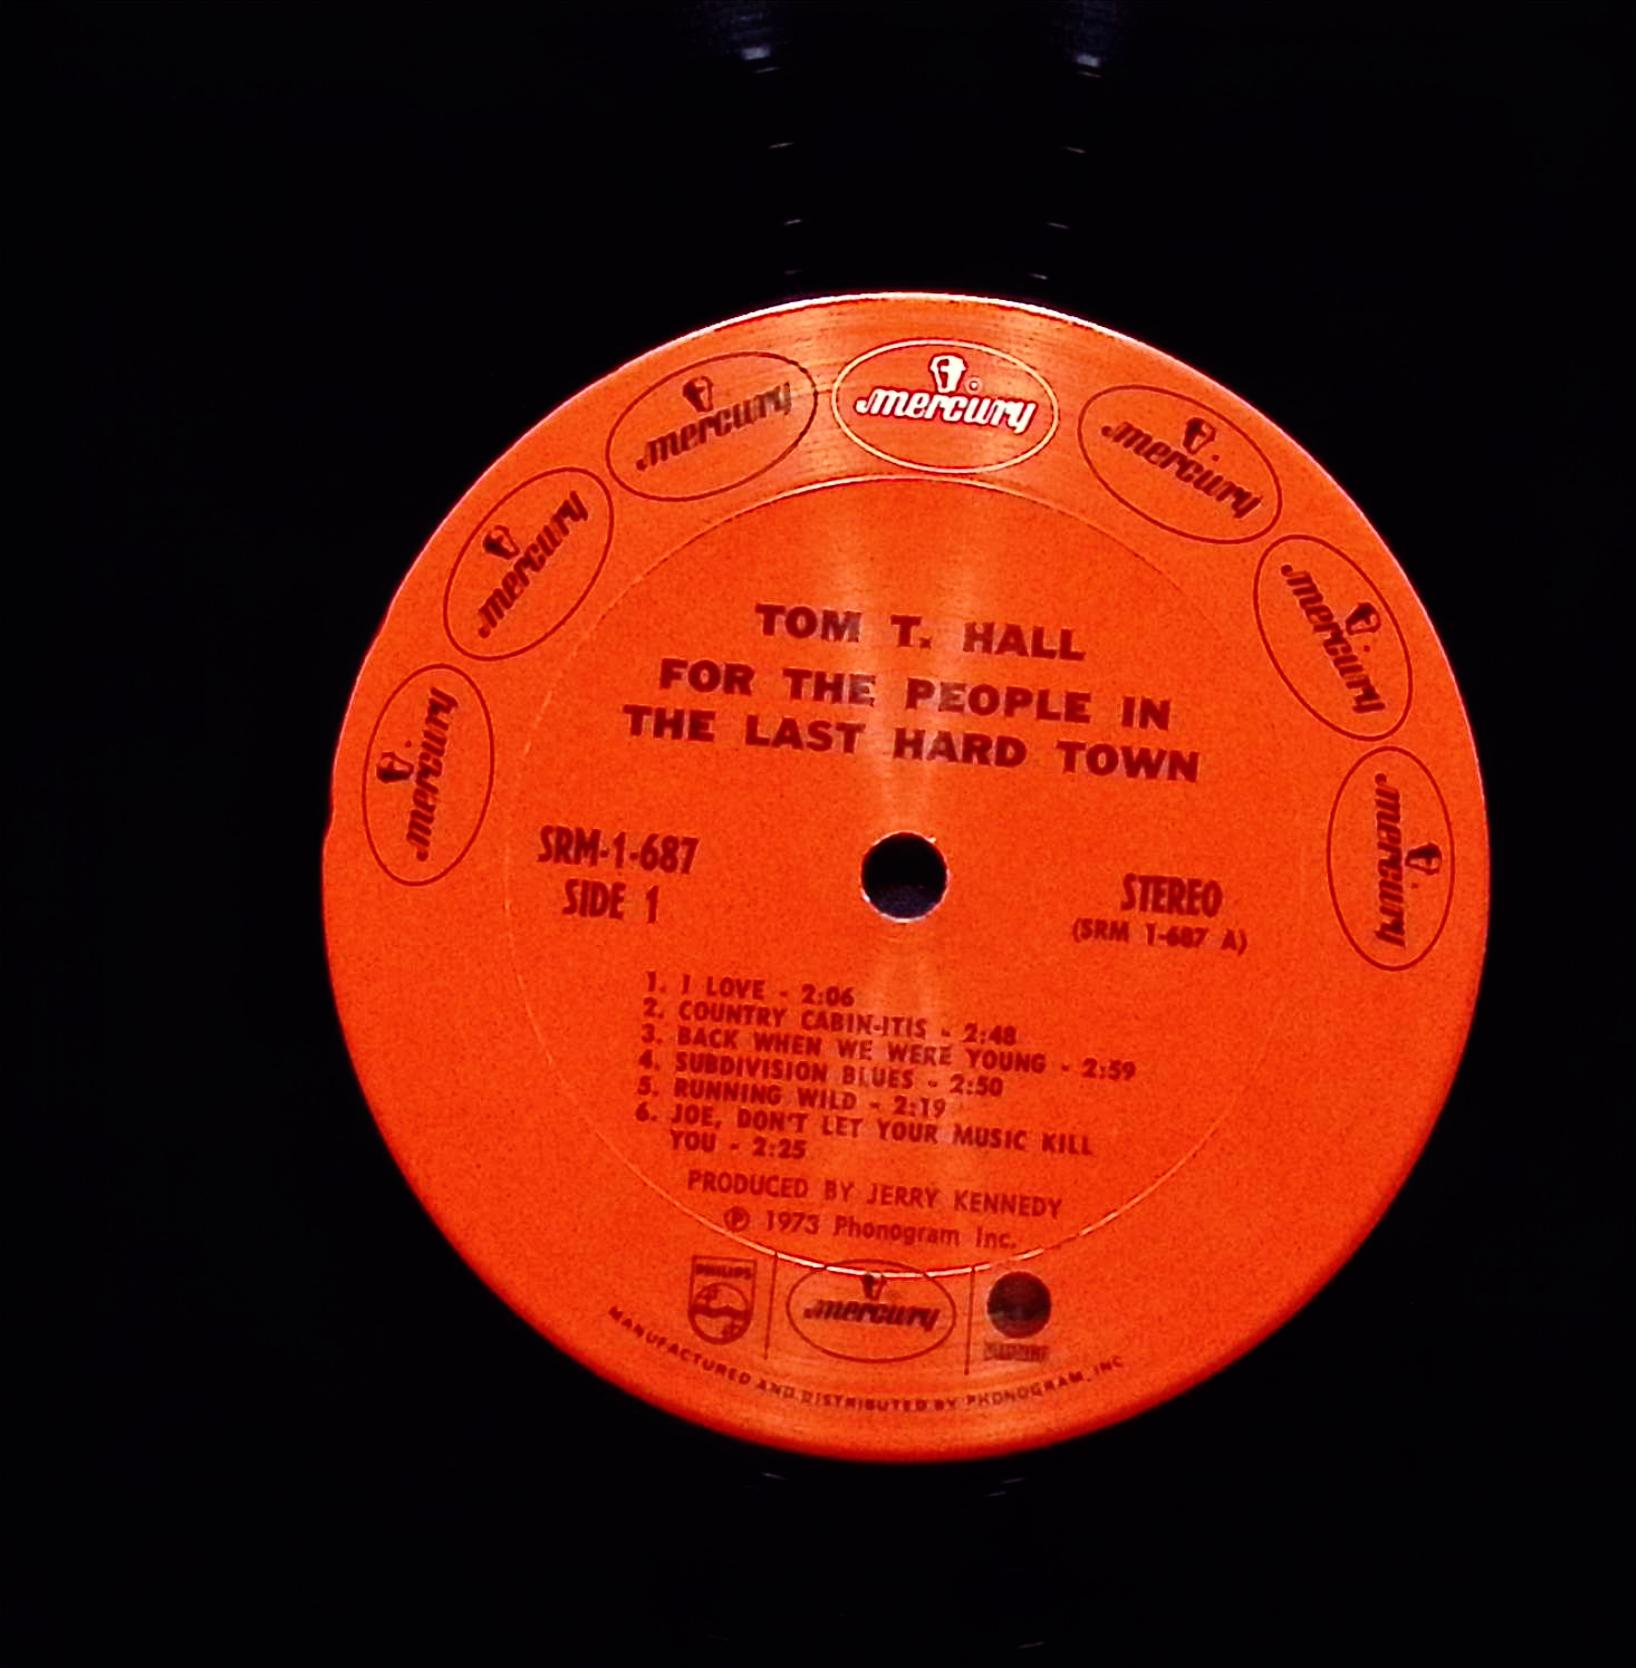 mercury
mercury
mercury
mercury
mercury
mercury
mercury
TOM T. HALL
FOR THE PEOPLE IN
THE LAST HARD TOWN
SRM-1-687
SIDE 1
STEREO
(SRM 1-687 A)
1. I LOVE - 2:06
2. COUNTRY CABIN-ITIS - 2:48
3. BACK WHEN WE WERE YOUNG - 2:59
4. SUBDIVISION BLUES - 2:50
5. RUNNING WILD - 2:19
6. JOE, DON'T LET YOUR MUSIC KILL
YOU - 2:25
PRODUCED BY JERRY KENNEDY
Ⓟ 1973 Phonogram Inc.
PHILIPS
mercury
MANUFACTURED AND DISTRIBUTED BY PHONOGRAM, INC